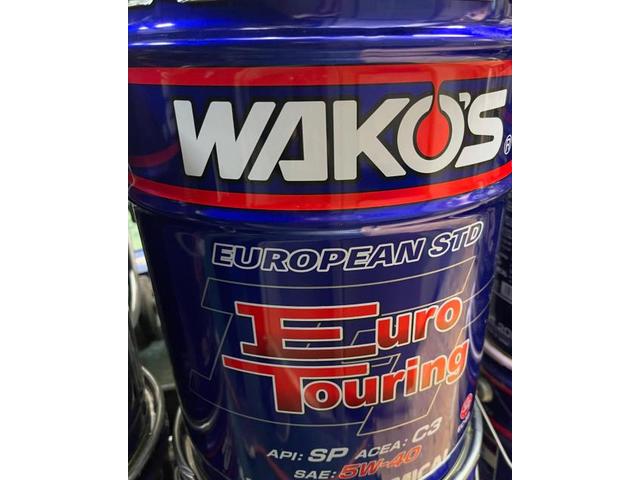 WAKO'S®
EUROPEAN STD
Euro
Touring
API: SP ACEA: C3
SAE: 5W-40